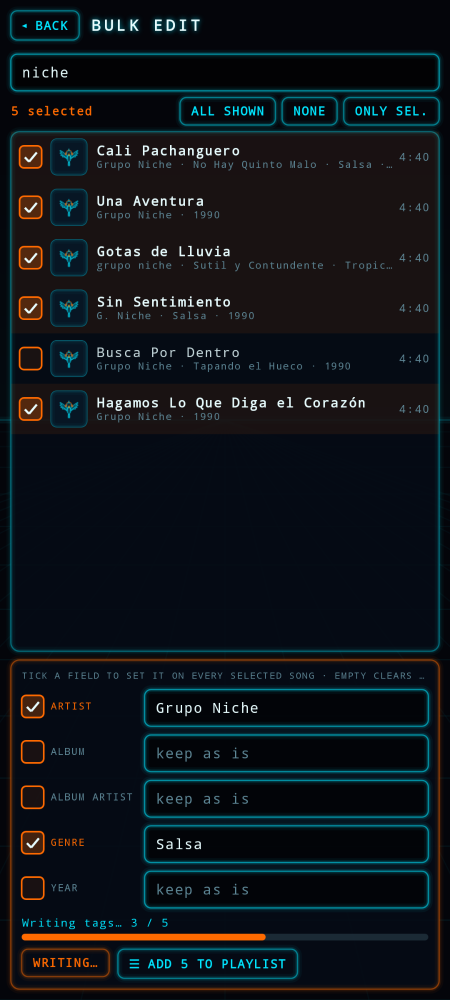 ◂ BACK BULK EDIT
niche
5 selected ALL SHOWN NONE ONLY SEL.
Cali Pachanguero
Grupo Niche · No Hay Quinto Malo · Salsa ·… 4:40
Una Aventura
Grupo Niche · 1990 4:40
Gotas de Lluvia
grupo niche · Sutil y Contundente · Tropic… 4:40
Sin Sentimiento
G. Niche · Salsa · 1990 4:40
Busca Por Dentro
Grupo Niche · Tapando el Hueco · 1990 4:40
Hagamos Lo Que Diga el Corazón
Grupo Niche · 1990 4:40
TICK A FIELD TO SET IT ON EVERY SELECTED SONG · EMPTY CLEARS …
ARTIST Grupo Niche
ALBUM keep as is
ALBUM ARTIST keep as is
GENRE Salsa
YEAR keep as is
Writing tags… 3 / 5
WRITING… ☰ ADD 5 TO PLAYLIST